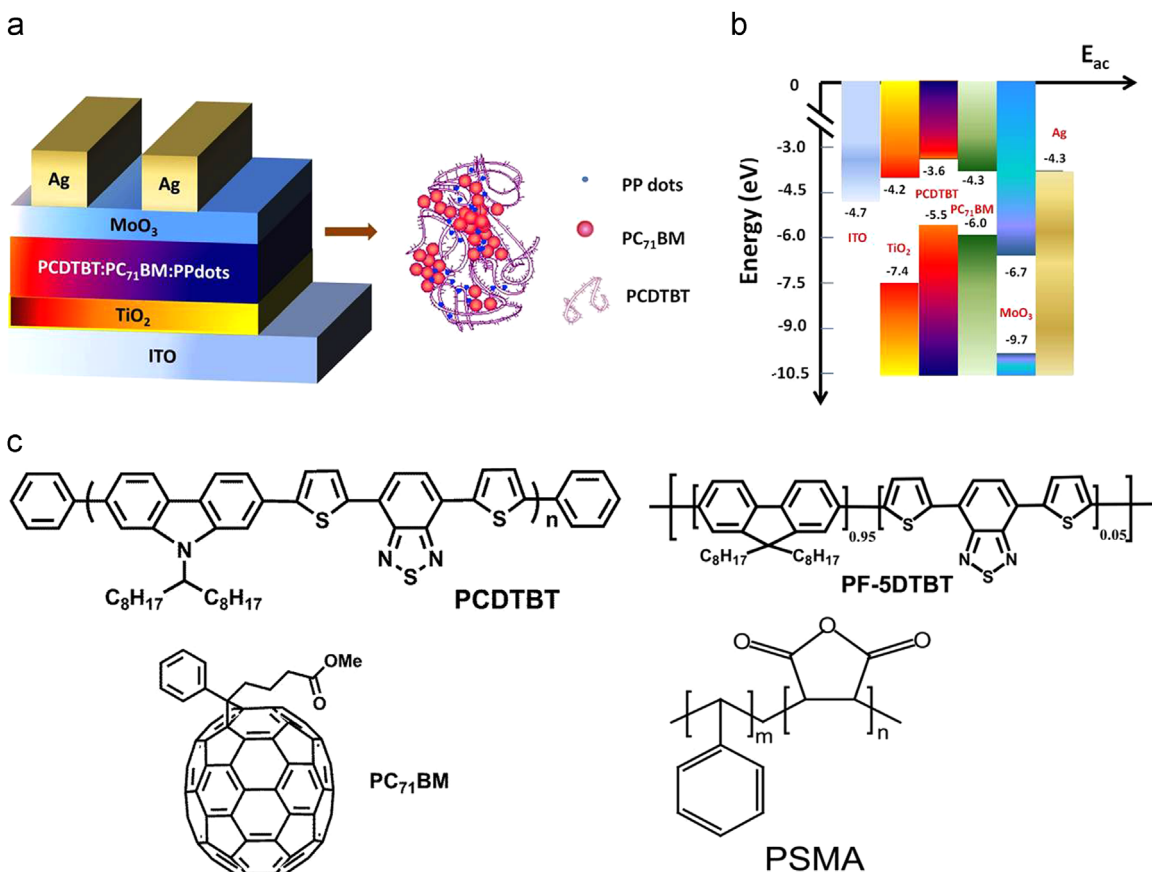 a
Ag
Ag
MoO3
PCDTBT:PC71BM:PPdots
TiO2
ITO
PP dots
PC71BM
PCDTBT
b
Eac
Energy (eV)
0
-3.0
-4.5
-6.0
-7.5
-9.0
-10.5
-4.7
ITO
-4.2
TiO2
-7.4
-3.6
PCDTBT
-5.5
-4.3
PC71BM
-6.0
-6.7
MoO3
-9.7
Ag
-4.3
c
S
S
n
N
N
S
N
C8H17
C8H17
PCDTBT
S
S
0.95
0.05
C8H17
C8H17
N
N
S
PF-5DTBT
OMe
O
PC71BM
O
O
O
m
n
PSMA